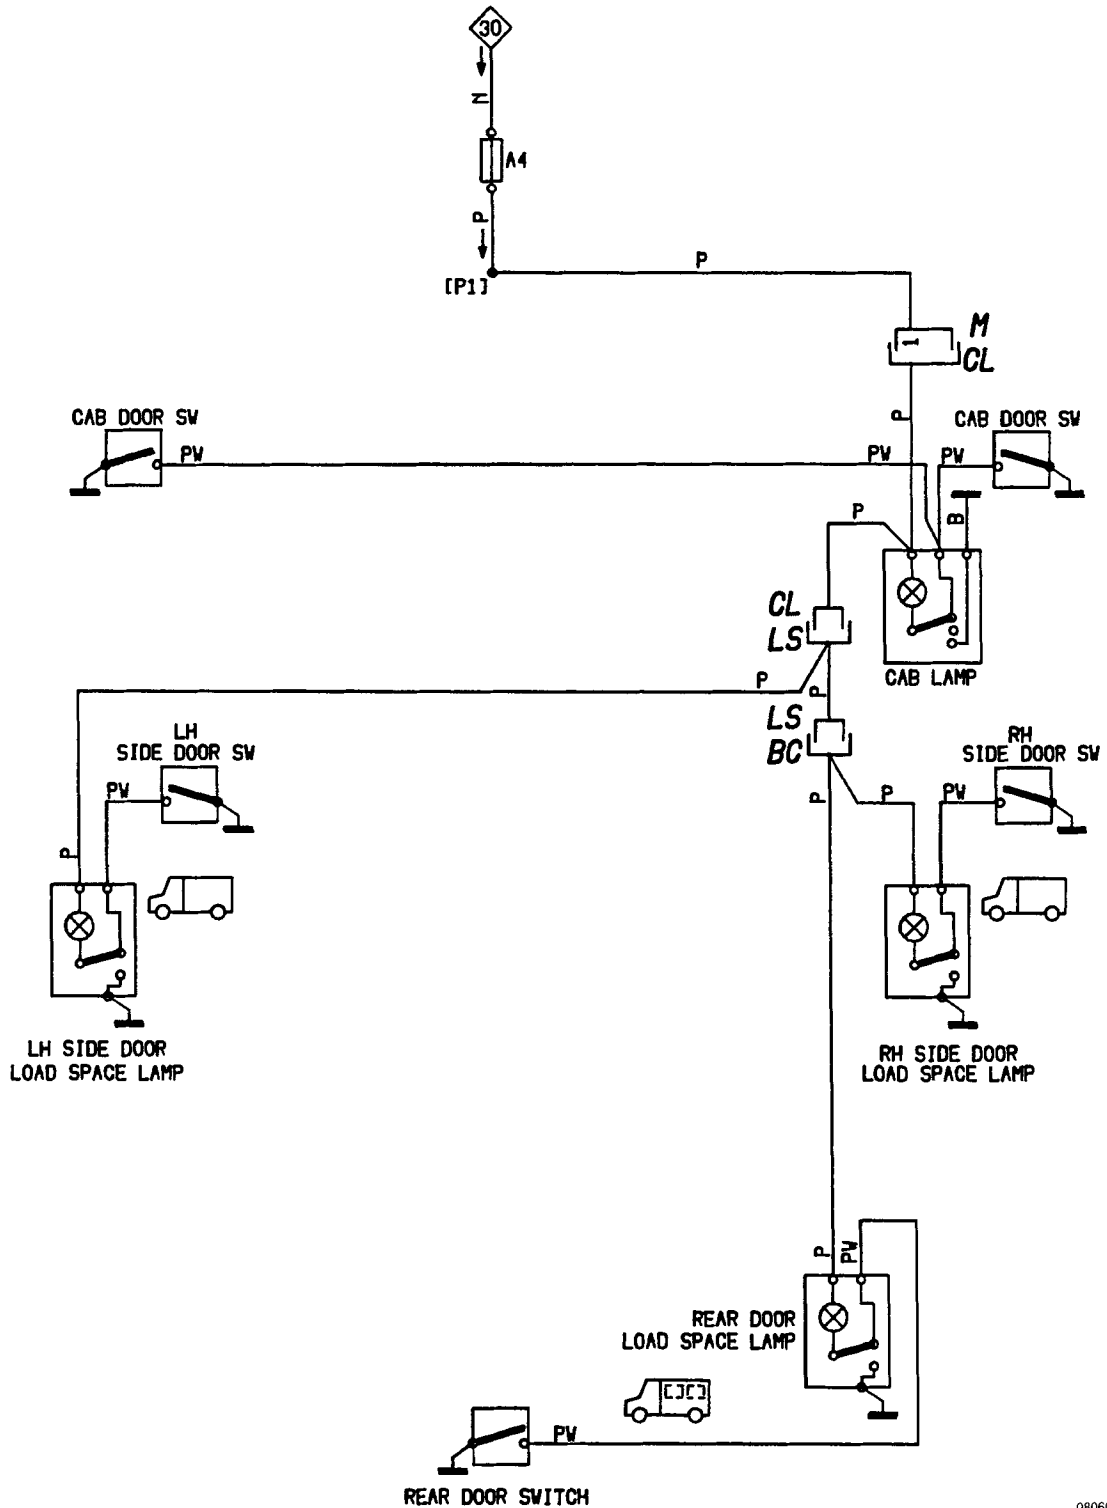 30
N
A4
P
[P1]
P
M
1
CL
P
CAB DOOR SW
PW
PW
CAB DOOR SW
PW
B
P
CL
LS
CAB LAMP
P
P
LS
BC
LH
SIDE DOOR SW
PW
P
RH
SIDE DOOR SW
P
P
PW
LH SIDE DOOR
LOAD SPACE LAMP
RH SIDE DOOR
LOAD SPACE LAMP
P
PW
REAR DOOR
LOAD SPACE LAMP
PW
REAR DOOR SWITCH